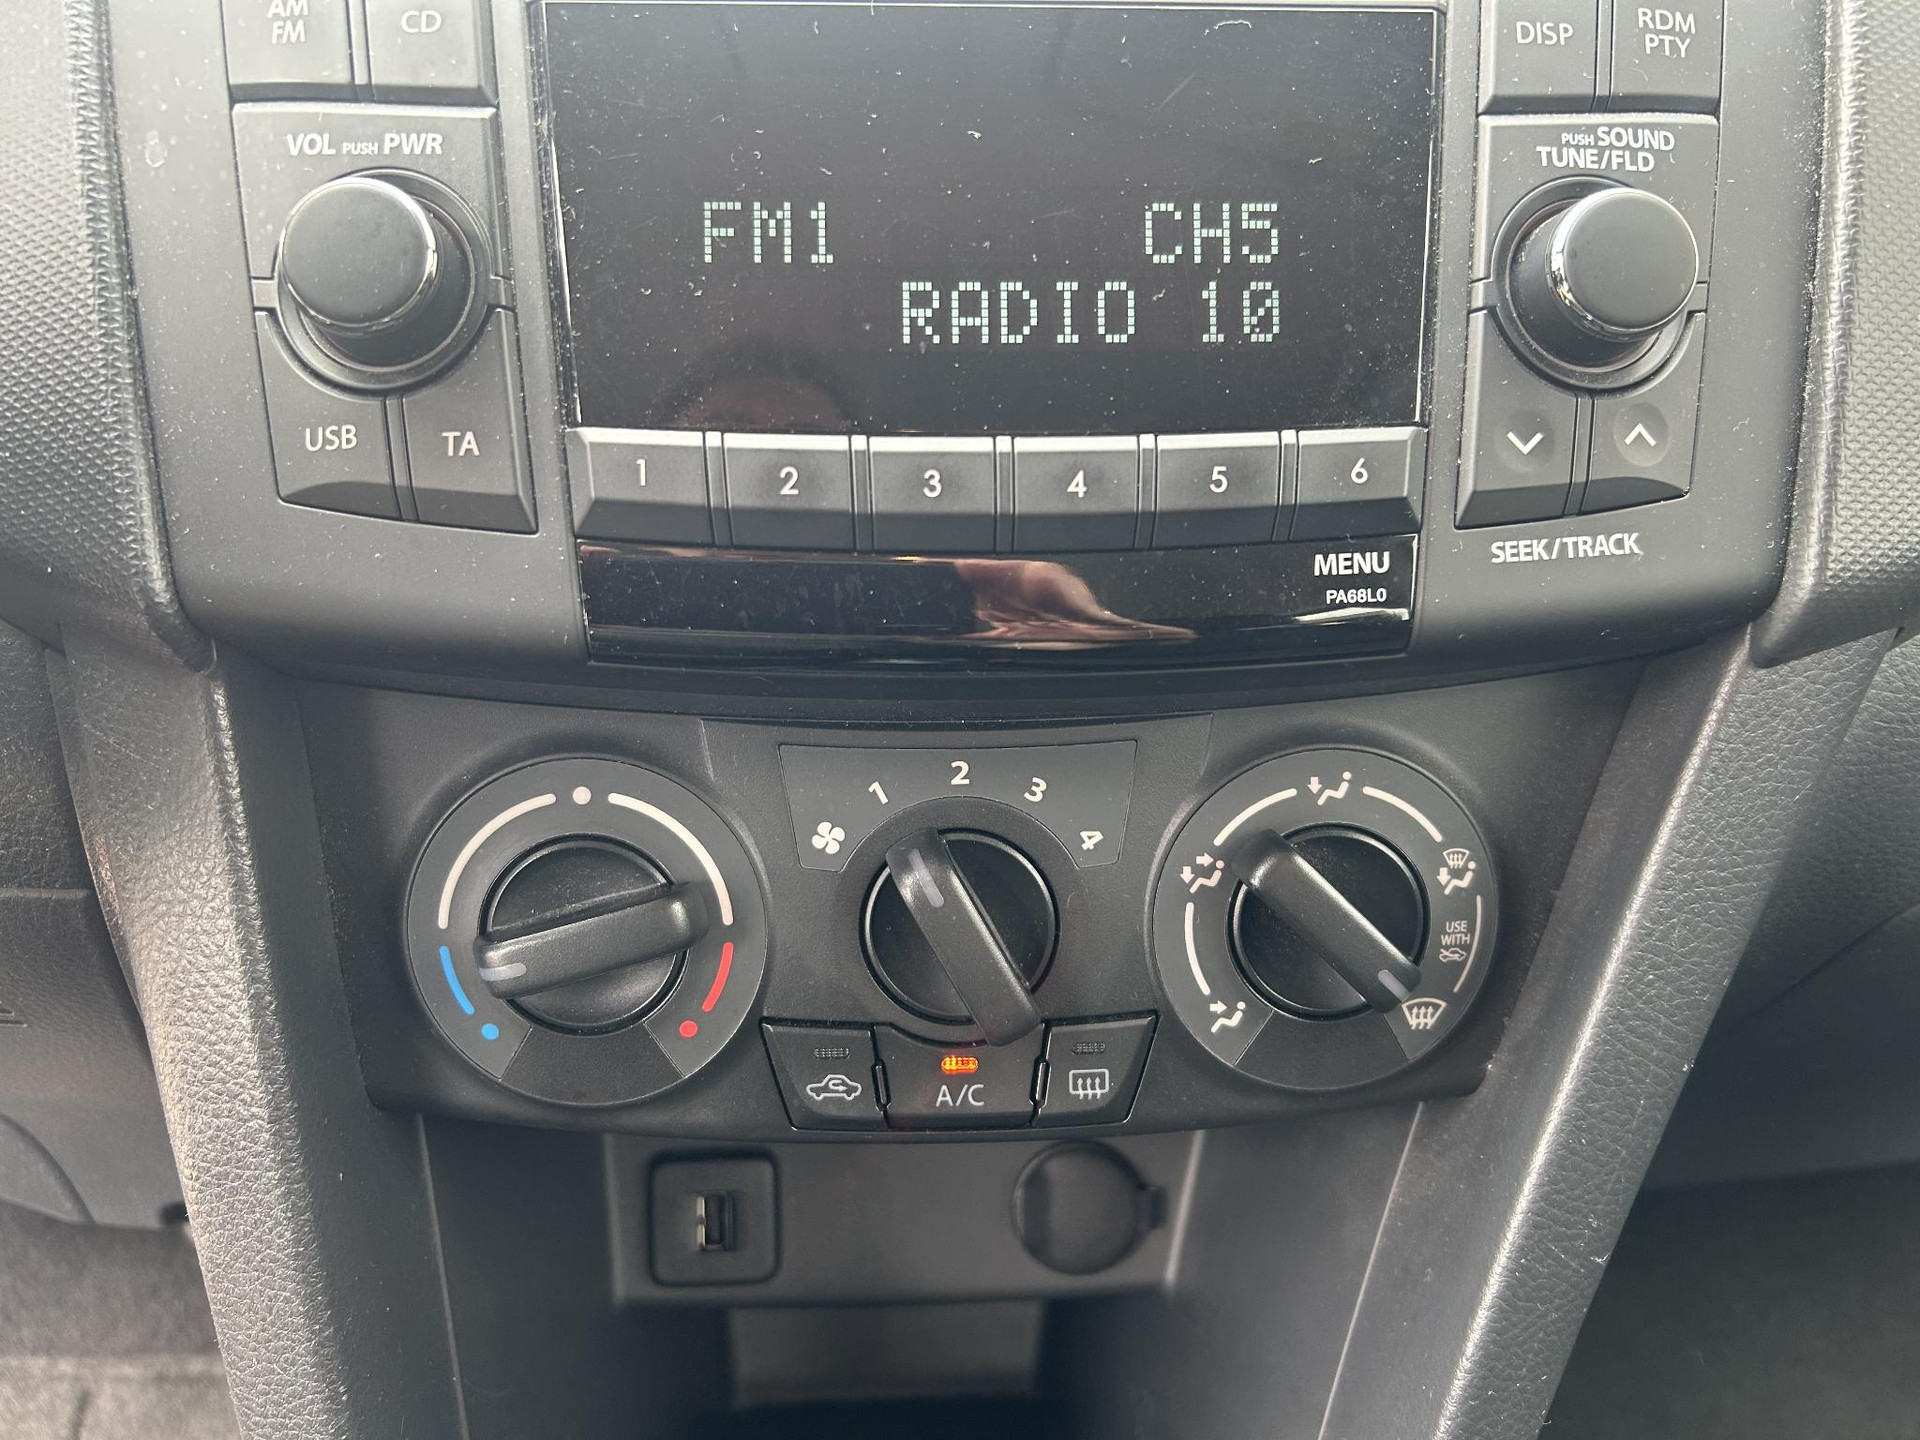 AM
FM
CD
DISP
RDM
PTY
VOL PUSH PWR
PUSH SOUND
TUNE/FLD
FM1 CH5
RADIO 10
USB
TA
1 2 3 4 5 6
MENU
PA68L0
SEEK/TRACK
1 2 3 4
USE
WITH
A/C